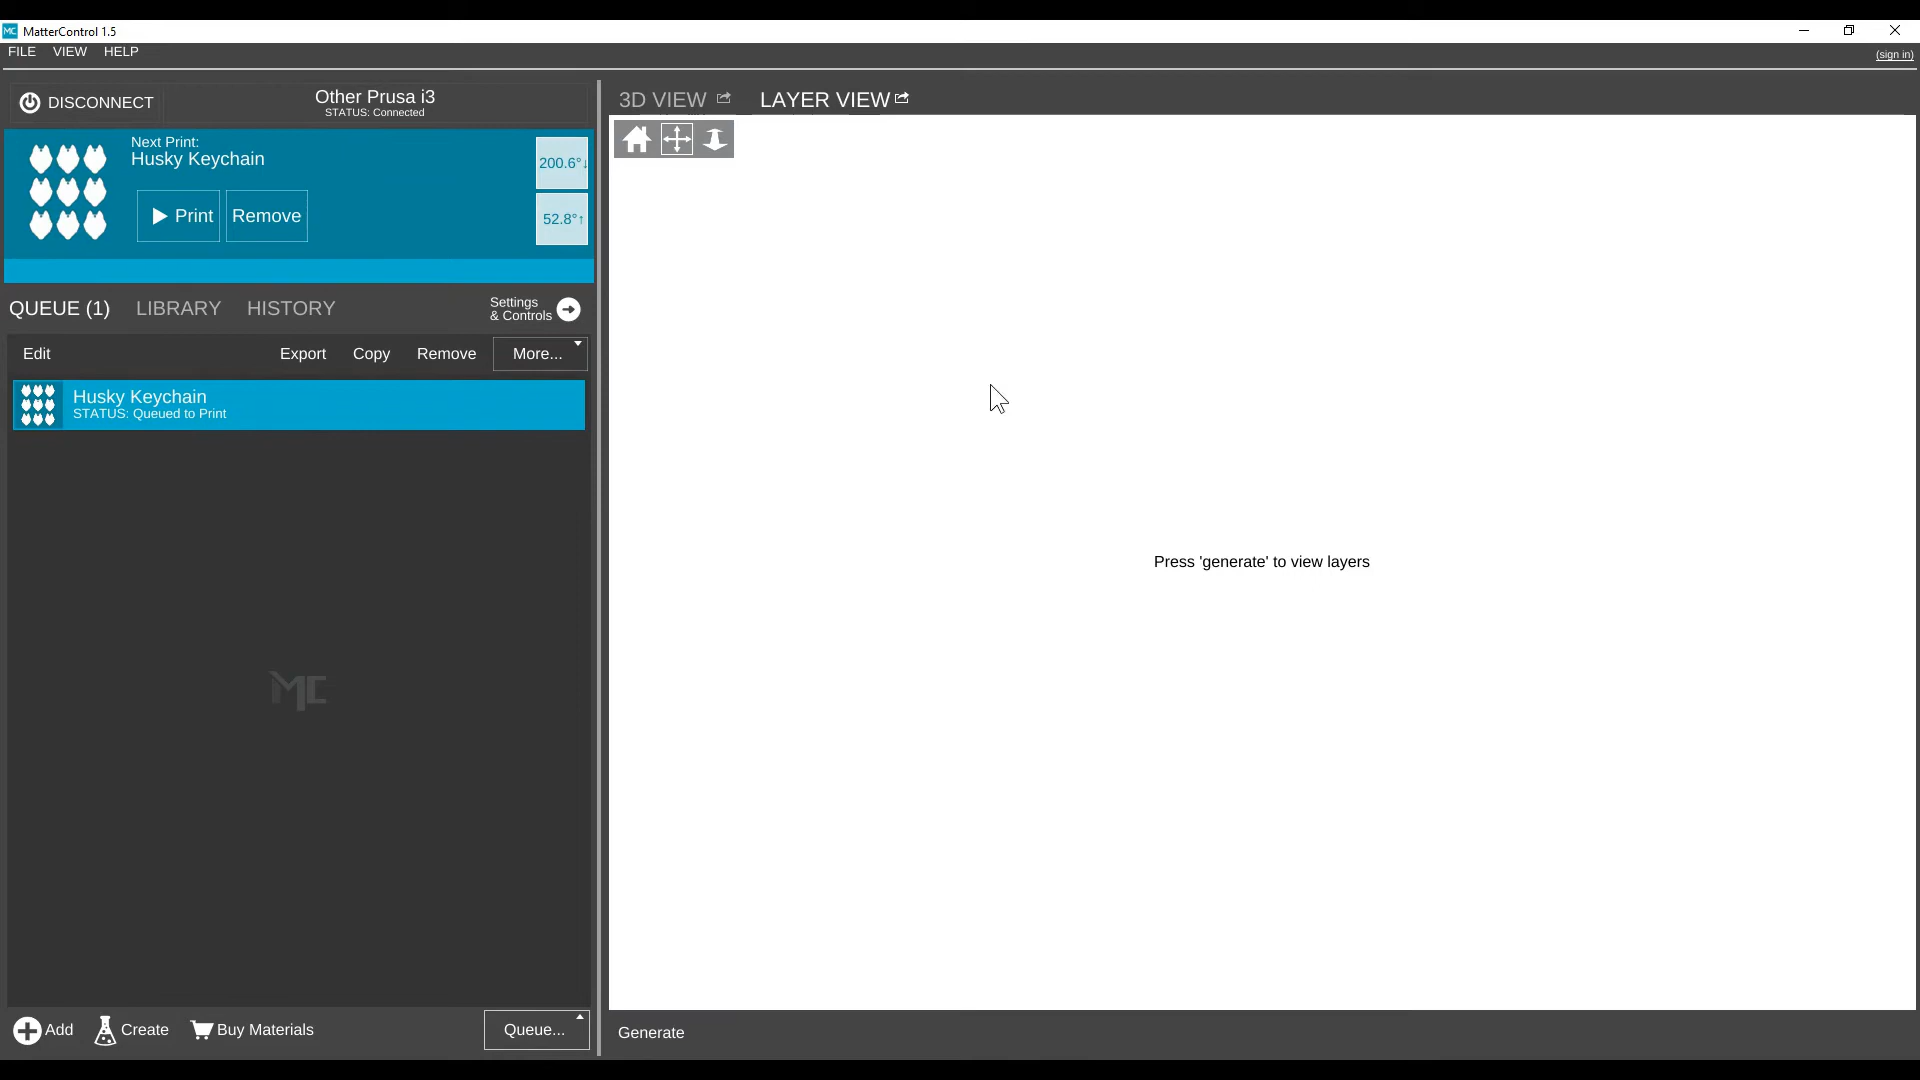 MC MatterControl 1.5
FILE VIEW HELP
(sign in)
DISCONNECT
Other Prusa i3
STATUS: Connected
Next Print:
Husky Keychain
Print Remove
200.6°↓
52.8°↑
QUEUE (1) LIBRARY HISTORY
Settings
& Controls
Edit Export Copy Remove More...
Husky Keychain
STATUS: Queued to Print
MC
Add Create Buy Materials Queue...
3D VIEW LAYER VIEW
Press 'generate' to view layers
Generate